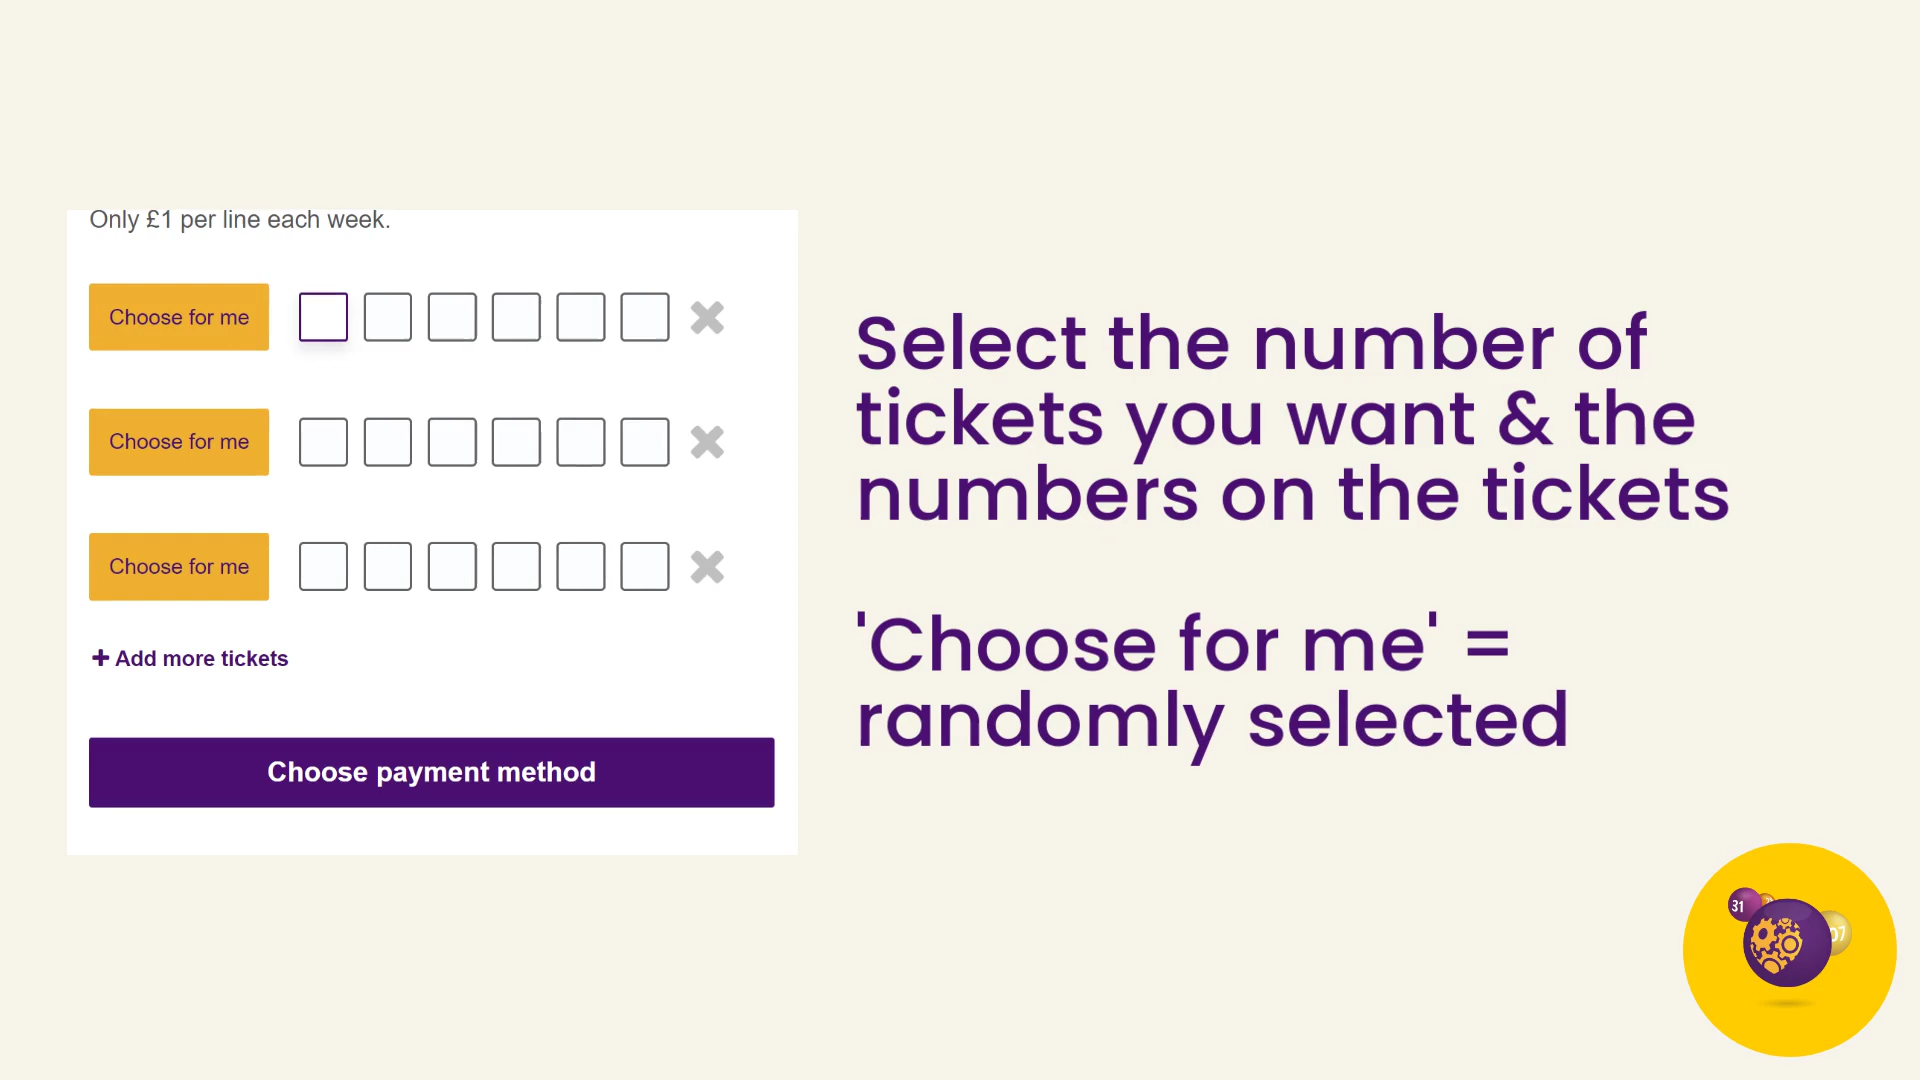 Only £1 per line each week.
Choose for me
Choose for me
Choose for me
+ Add more tickets
Choose payment method
Select the number of
tickets you want & the
numbers on the tickets
'Choose for me' =
randomly selected
31
07